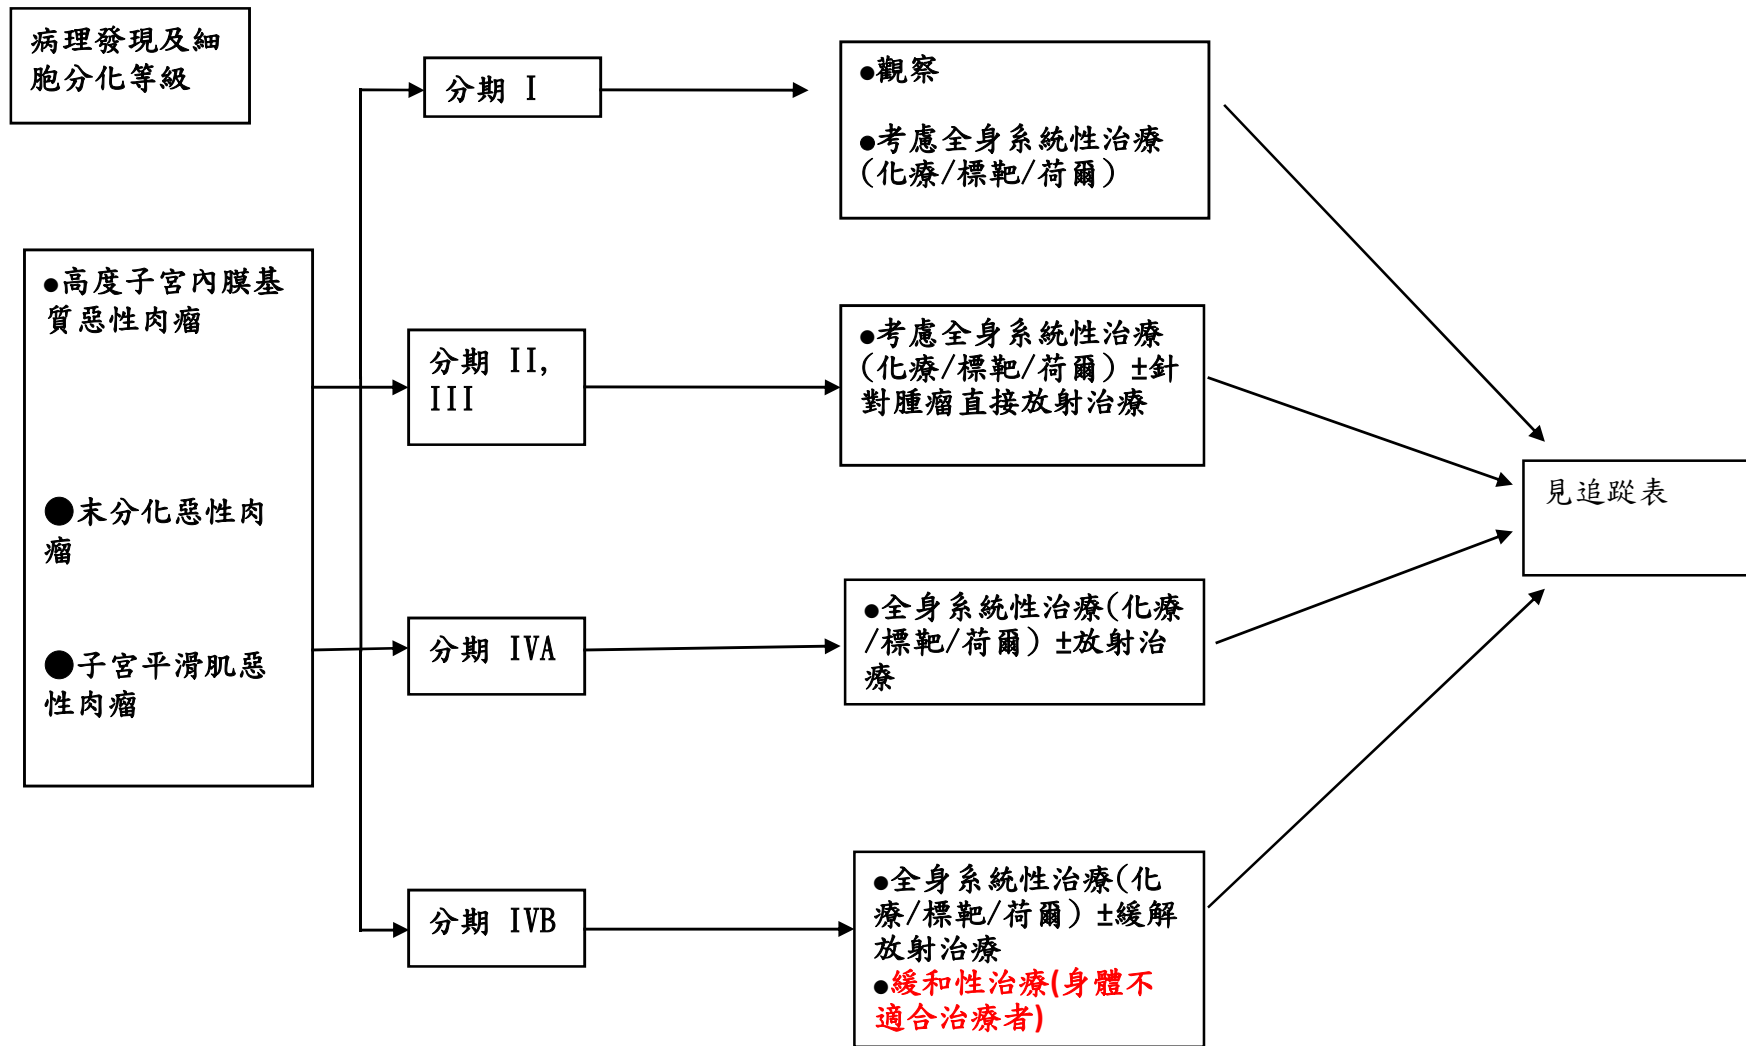 病理發現及細
胞分化等級
●高度子宮內膜基
質惡性肉瘤
●末分化惡性肉
瘤
●子宮平滑肌惡
性肉瘤
分期 I
●觀察
●考慮全身系統性治療
(化療/標靶/荷爾)
分期 II,
III
●考慮全身系統性治療
(化療/標靶/荷爾) ±針
對腫瘤直接放射治療
分期 IVA
●全身系統性治療(化療
/標靶/荷爾) ±放射治
療
分期 IVB
●全身系統性治療(化
療/標靶/荷爾) ±緩解
放射治療
●緩和性治療(身體不
適合治療者)
見追蹤表